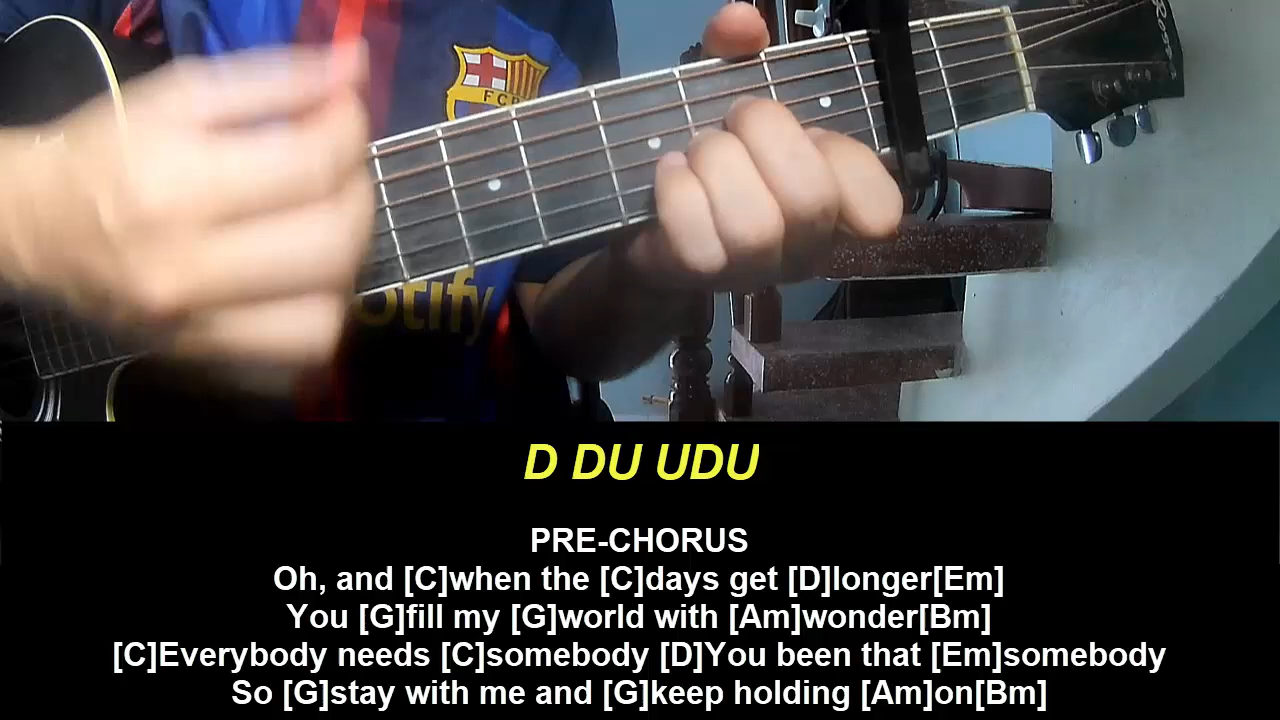 FCB
otify
D DU UDU
PRE-CHORUS
Oh, and [C]when the [C]days get [D]longer[Em]
You [G]fill my [G]world with [Am]wonder[Bm]
[C]Everybody needs [C]somebody [D]You been that [Em]somebody
So [G]stay with me and [G]keep holding [Am]on[Bm]